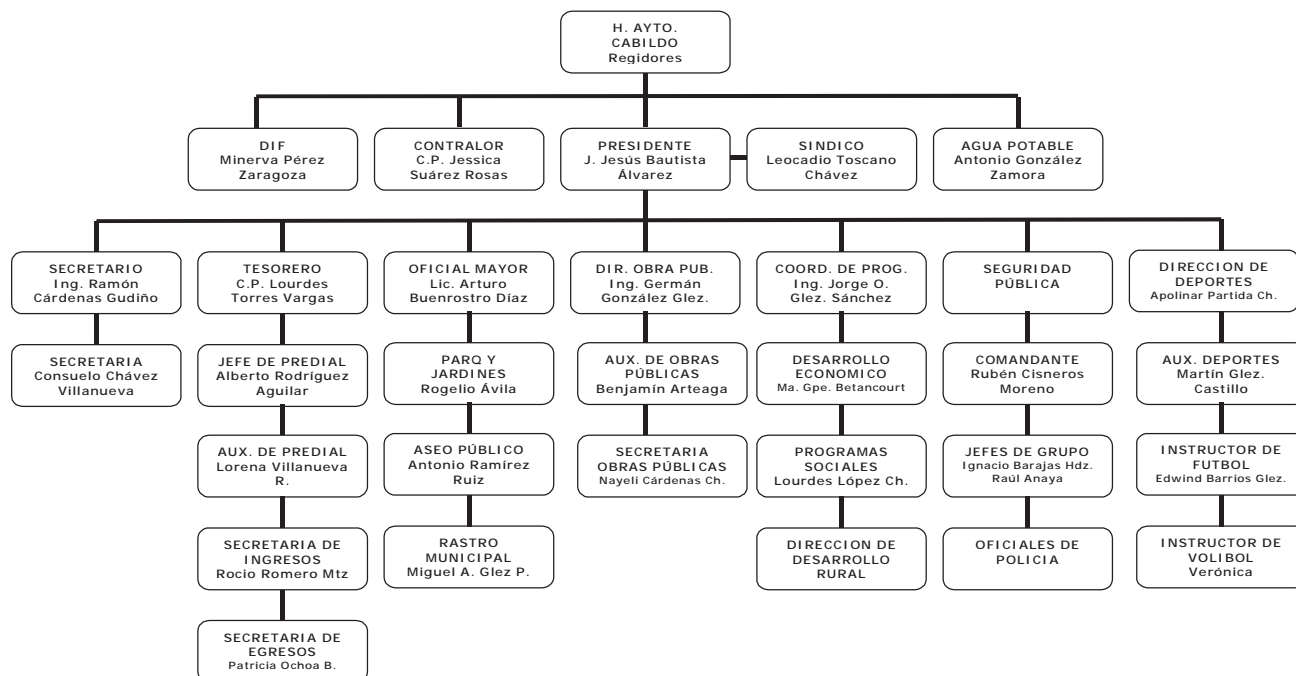 H. AYTO.
CABILDO
Regidores
DIF
Minerva Pérez
Zaragoza
CONTRALOR
C.P. Jessica
Suárez Rosas
PRESIDENTE
J. Jesús Bautista
Álvarez
SINDICO
Leocadio Toscano
Chávez
AGUA POTABLE
Antonio González
Zamora
SECRETARIO
Ing. Ramón
Cárdenas Gudiño
TESORERO
C.P. Lourdes
Torres Vargas
OFICIAL MAYOR
Lic. Arturo
Buenrostro Díaz
DIR. OBRA PUB.
Ing. Germán
González Glez.
COORD. DE PROG.
Ing. Jorge O.
Glez. Sánchez
SEGURIDAD
PÚBLICA
DIRECCION DE
DEPORTES
Apolinar Partida Ch.
SECRETARIA
Consuelo Chávez
Villanueva
JEFE DE PREDIAL
Alberto Rodríguez
Aguilar
PARQ Y
JARDINES
Rogelio Ávila
AUX. DE OBRAS
PÚBLICAS
Benjamín Arteaga
DESARROLLO
ECONOMICO
Ma. Gpe. Betancourt
COMANDANTE
Rubén Cisneros
Moreno
AUX. DEPORTES
Martín Glez.
Castillo
AUX. DE PREDIAL
Lorena Villanueva
R.
ASEO PÚBLICO
Antonio Ramírez
Ruiz
SECRETARIA
OBRAS PÚBLICAS
Nayeli Cárdenas Ch.
PROGRAMAS
SOCIALES
Lourdes López Ch.
JEFES DE GRUPO
Ignacio Barajas Hdz.
Raúl Anaya
INSTRUCTOR DE
FUTBOL
Edwind Barrios Glez.
SECRETARIA DE
INGRESOS
Rocio Romero Mtz
RASTRO
MUNICIPAL
Miguel A. Glez P.
DIRECCION DE
DESARROLLO
RURAL
OFICIALES DE
POLICIA
INSTRUCTOR DE
VOLIBOL
Verónica
SECRETARIA DE
EGRESOS
Patricia Ochoa B.